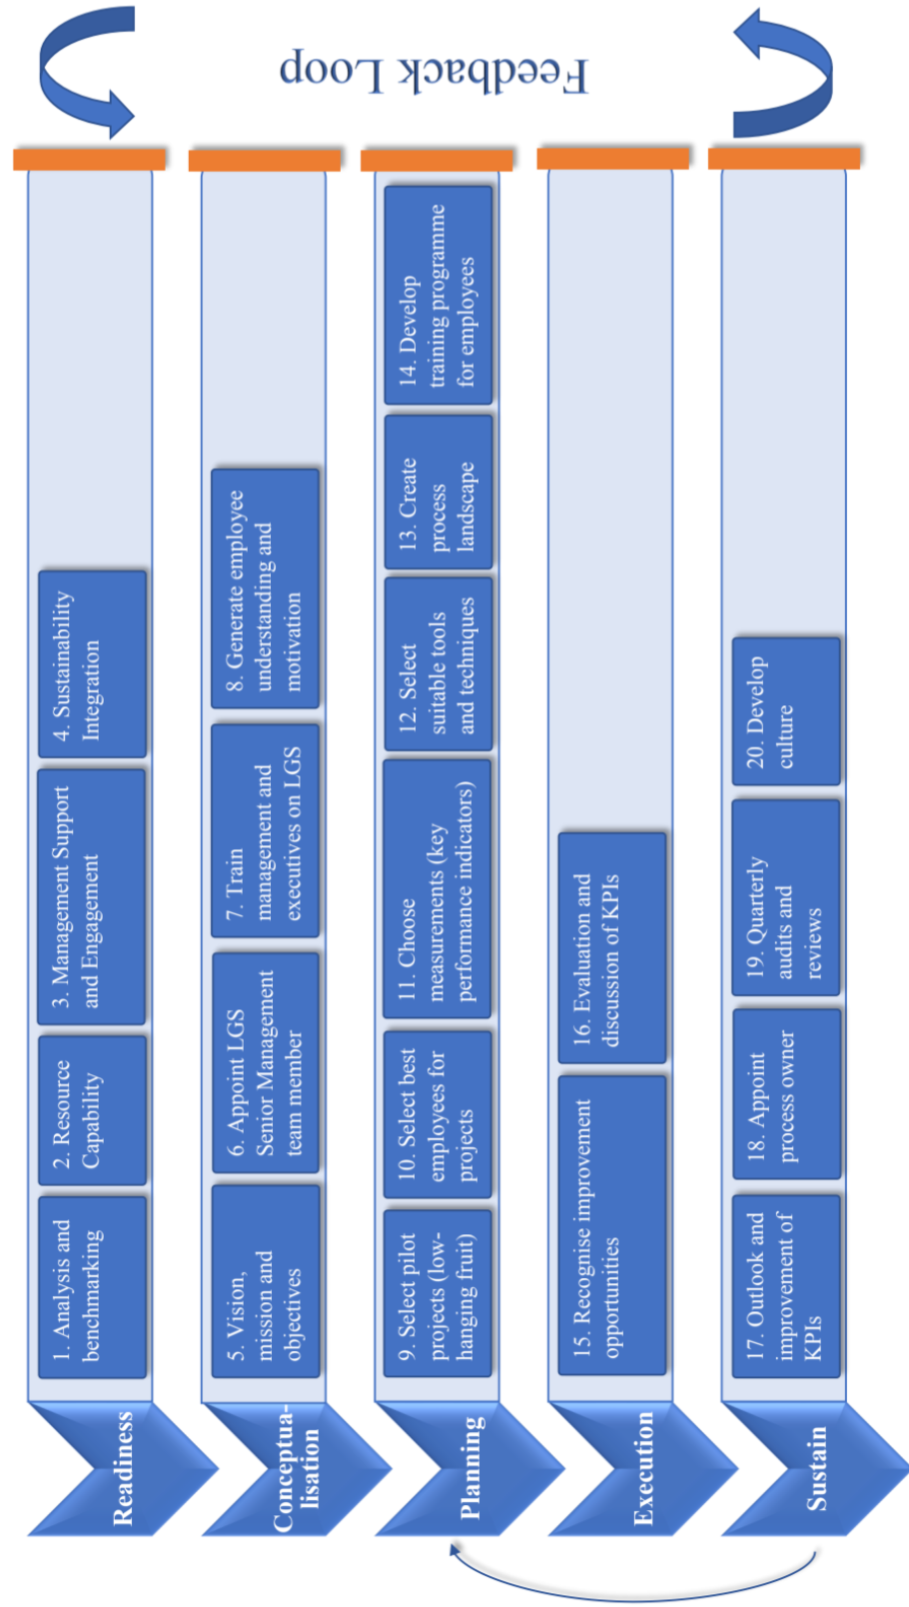 Readiness
1. Analysis and
benchmarking
2. Resource
Capability
3. Management Support
and Engagement
4. Sustainability
Integration
Conceptua-
lisation
5. Vision,
mission and
objectives
6. Appoint LGS
Senior Management
team member
7. Train
management and
executives on LGS
8. Generate employee
understanding and
motivation
Planning
9. Select pilot
projects (low-
hanging fruit)
10. Select best
employees for
projects
11. Choose
measurements (key
performance indicators)
12. Select
suitable tools
and techniques
13. Create
process
landscape
14. Develop
training programme
for employees
Execution
15. Recognise improvement
opportunities
16. Evaluation and
discussion of KPIs
Sustain
17. Outlook and
improvement of
KPIs
18. Appoint
process owner
19. Quarterly
audits and
reviews
20. Develop
culture
Feedback Loop